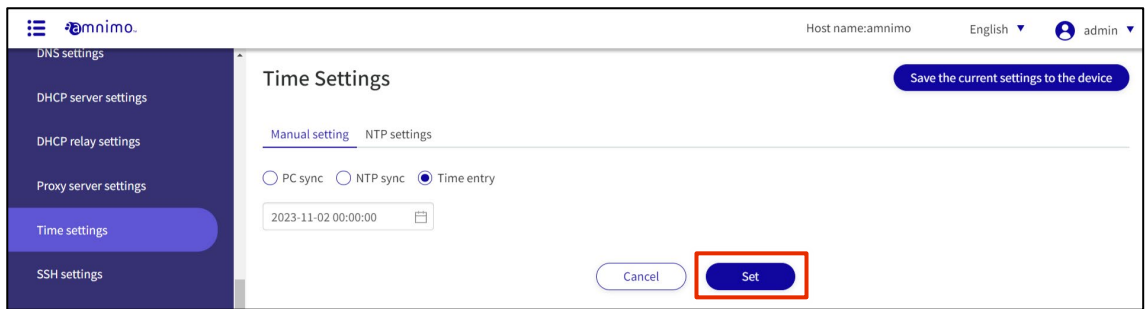 amnimo
Host name:amnimo
English
admin
DNS settings
DHCP server settings
DHCP relay settings
Proxy server settings
Time settings
SSH settings
Time Settings
Save the current settings to the device
Manual setting NTP settings
PC sync NTP sync Time entry
2023-11-02 00:00:00
Cancel Set